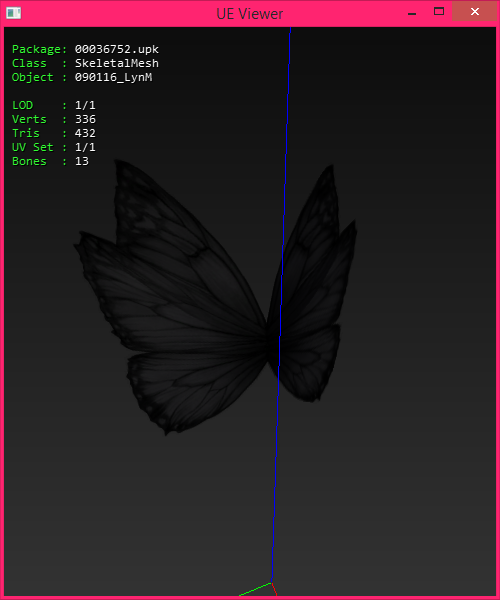 UE Viewer
Package: 00036752.upk
Class : SkeletalMesh
Object : 090116_LynM
LOD : 1/1
Verts : 336
Tris : 432
UV Set : 1/1
Bones : 13